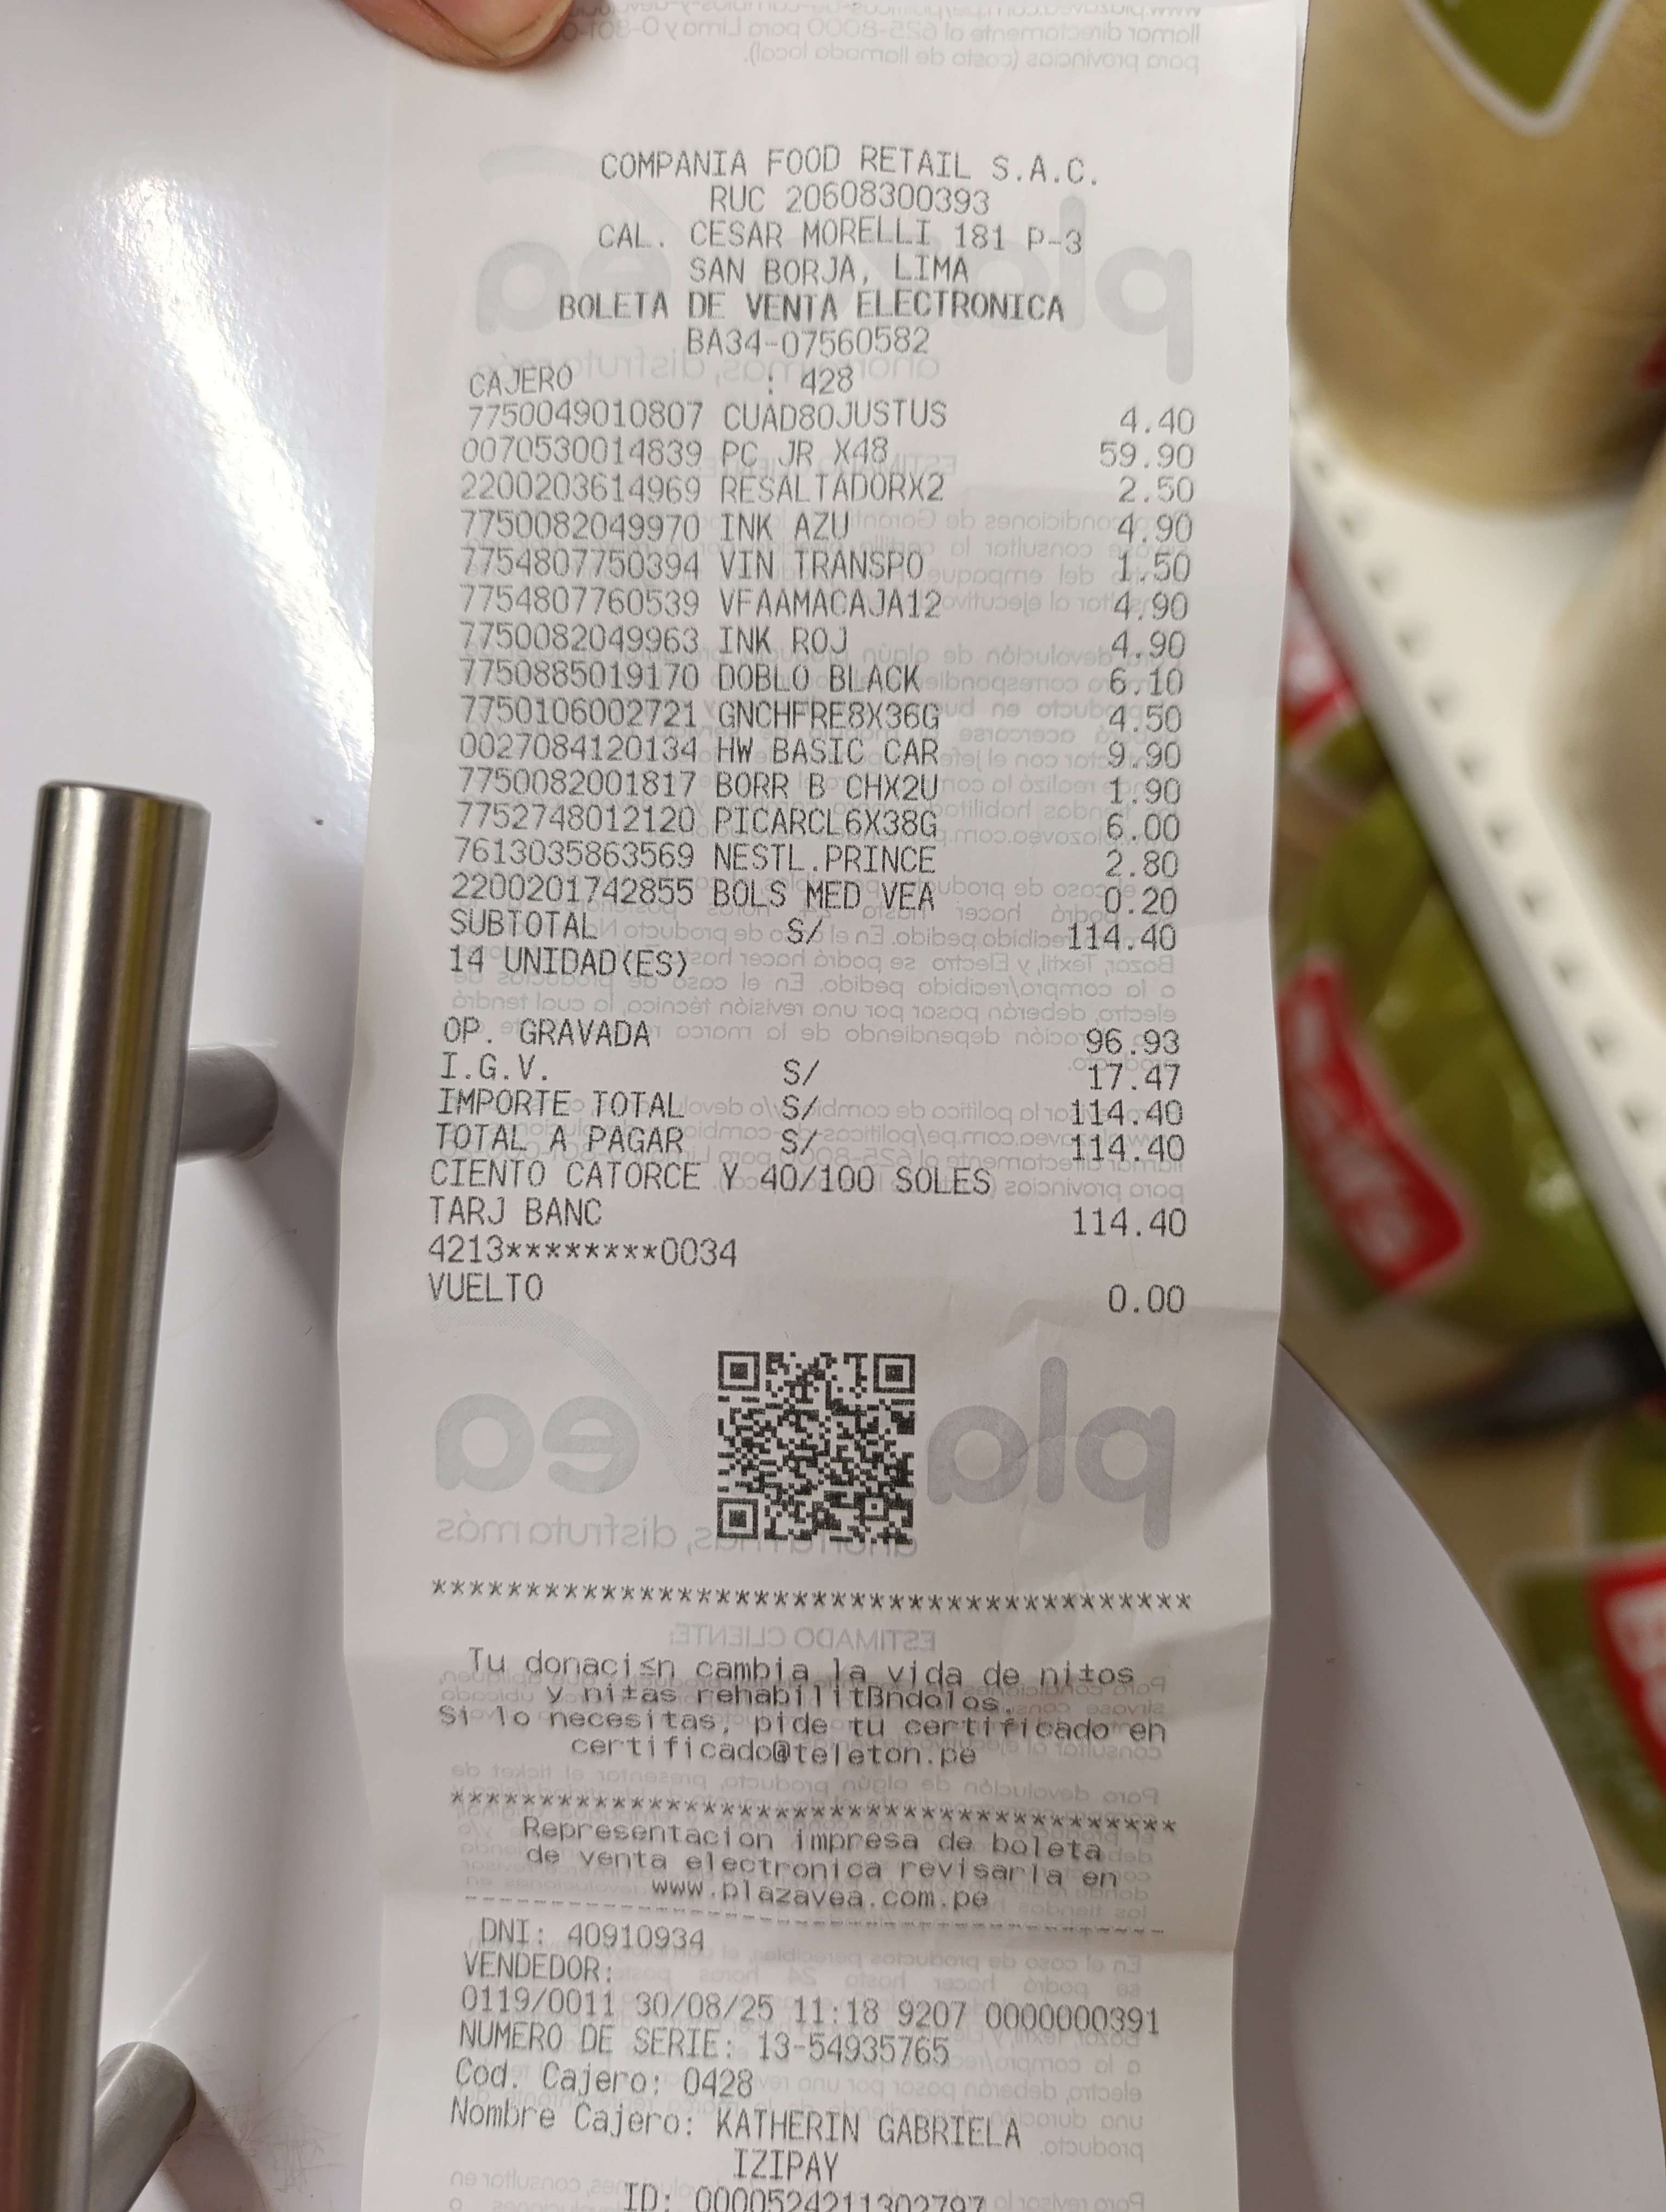 COMPANIA FOOD RETAIL S.A.C.
RUC 20608300393
CAL. CESAR MORELLI 181 P-3
SAN BORJA, LIMA
BOLETA DE VENTA ELECTRONICA
BA34-07560582
CAJERO : 428
7750049010807 CUAD80JUSTUS 4.40
0070530014839 PC JR X48 59.90
2200203614969 RESALTADORX2 2.50
7750082049970 INK AZU 4.90
7754807750394 VIN TRANSPO 1.50
7754807760539 VFAAMACAJA12 4.90
7750082049963 INK ROJ 4.90
7750885019170 DOBLO BLACK 6.10
7750106002721 GNCHFRE8X36G 4.50
0027084120134 HW BASIC CAR 9.90
7750082001817 BORR B CHX2U 1.90
7752748012120 PICARCL6X38G 6.00
7613035863569 NESTL.PRINCE 2.80
2200201742855 BOLS MED VEA 0.20
SUBTOTAL S/ 114.40
14 UNIDAD(ES)
OP. GRAVADA 96.93
I.G.V. S/ 17.47
IMPORTE TOTAL S/ 114.40
TOTAL A PAGAR S/ 114.40
CIENTO CATORCE Y 40/100 SOLES
TARJ BANC 114.40
4213********0034
VUELTO 0.00
****************************************
Tu donaci≤n cambia la vida de ni±os
y ni±as rehabilitßndolos.
Si lo necesitas, pide tu certificado en
certificado@teleton.pe
****************************************
Representacion impresa de boleta
de venta electronica revisarla en
www.plazavea.com.pe
DNI: 40910934
VENDEDOR:
0119/0011 30/08/25 11:18 9207 0000000391
NUMERO DE SERIE: 13-54935765
Cod. Cajero: 0428
Nombre Cajero: KATHERIN GABRIELA
IZIPAY
ID: 0000524211302797